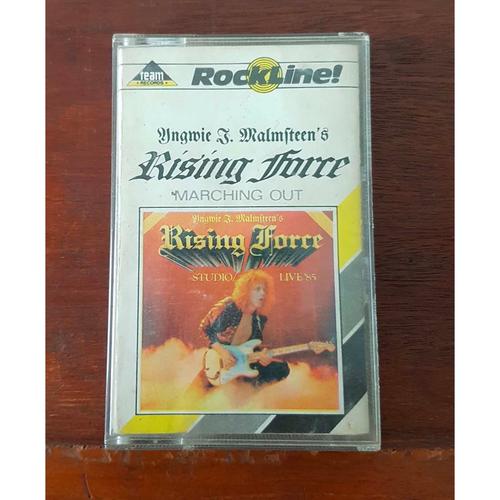 team
RECORDS
RockLine!
Yngwie J. Malmsteen's
Rising Force
MARCHING OUT
Yngwie J. Malmsteen's
Rising Force
STUDIO/ LIVE '85